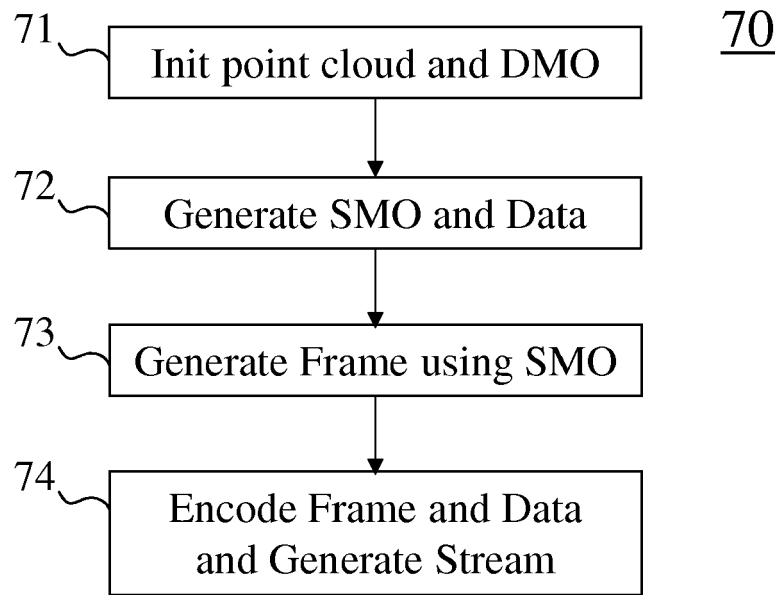 70
71
Init point cloud and DMO
72
Generate SMO and Data
73
Generate Frame using SMO
74
Encode Frame and Data
and Generate Stream